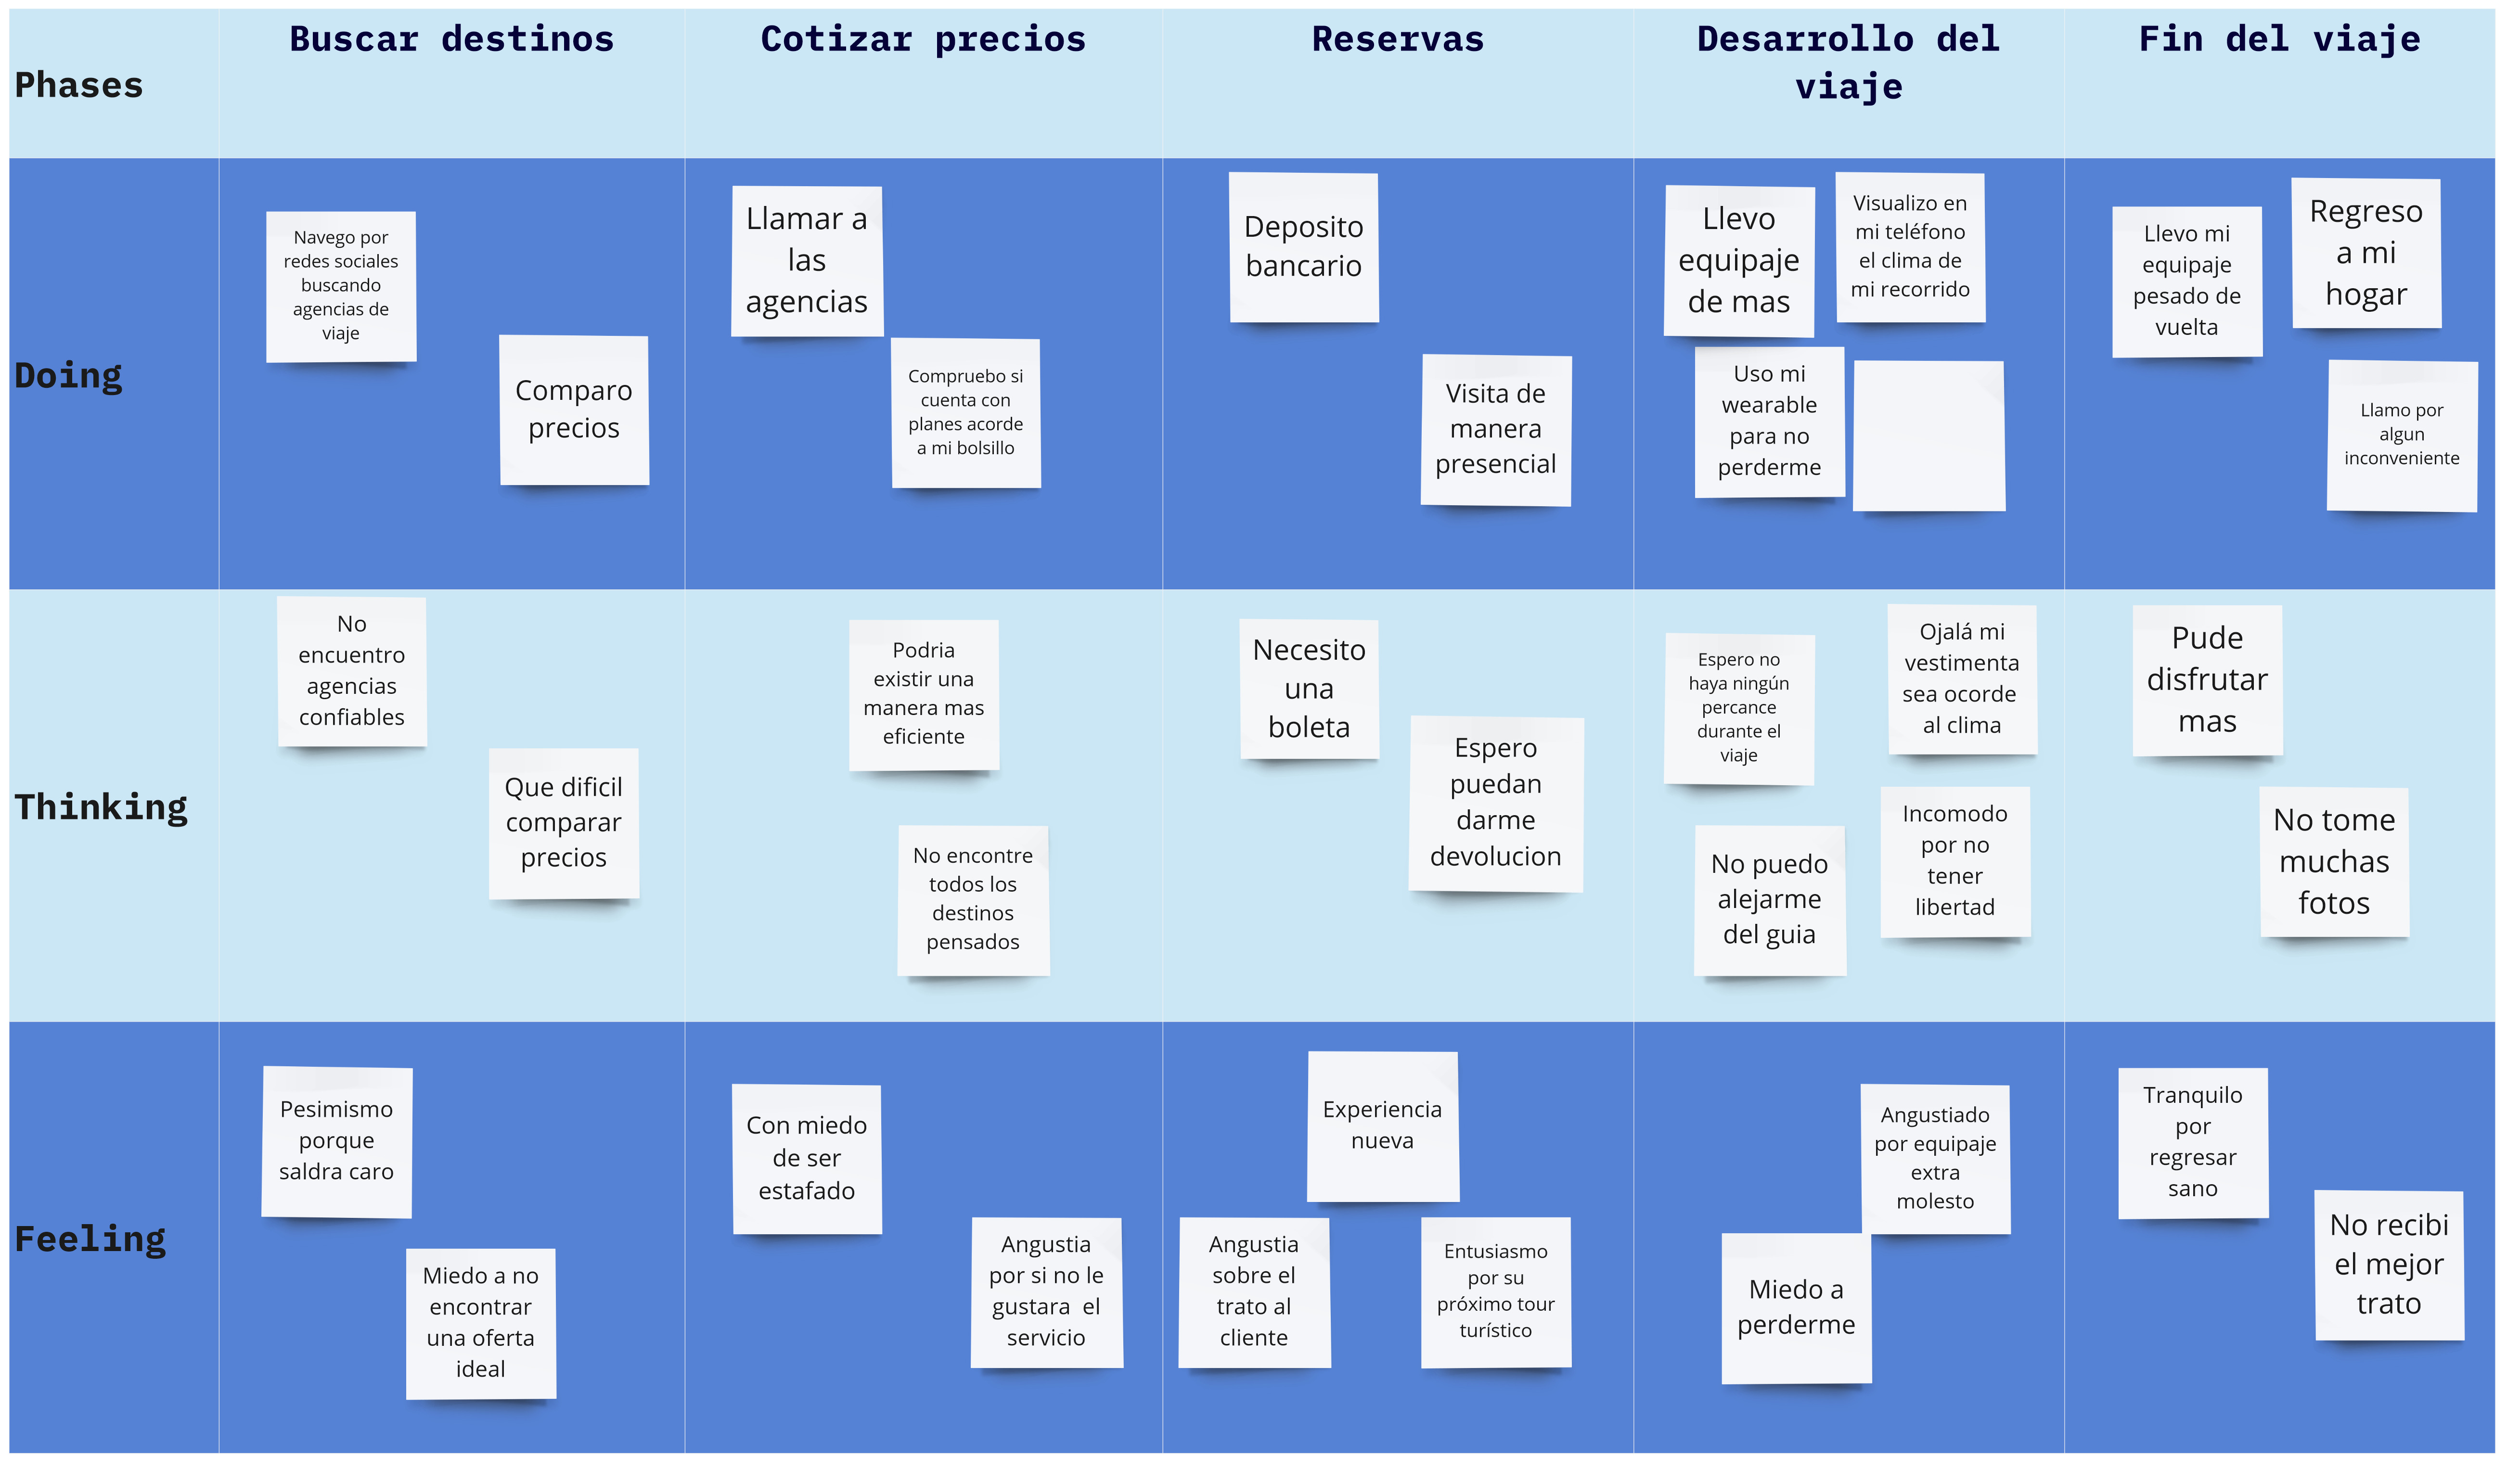 Phases
Buscar destinos
Cotizar precios
Reservas
Desarrollo del
viaje
Fin del viaje
Doing
Navego por
redes sociales
buscando
agencias de
viaje
Comparo
precios
Llamar a
las
agencias
Compruebo si
cuenta con
planes acorde
a mi bolsillo
Deposito
bancario
Visita de
manera
presencial
Llevo
equipaje
de mas
Visualizo en
mi teléfono
el clima de
mi recorrido
Uso mi
wearable
para no
perderme
Llevo mi
equipaje
pesado de
vuelta
Regreso
a mi
hogar
Llamo por
algun
inconveniente
Thinking
No
encuentro
agencias
confiables
Que dificil
comparar
precios
Podria
existir una
manera mas
eficiente
No encontre
todos los
destinos
pensados
Necesito
una
boleta
Espero
puedan
darme
devolucion
Espero no
haya ningún
percance
durante el
viaje
Ojalá mi
vestimenta
sea ocorde
al clima
No puedo
alejarme
del guia
Incomodo
por no
tener
libertad
Pude
disfrutar
mas
No tome
muchas
fotos
Feeling
Pesimismo
porque
saldra caro
Miedo a no
encontrar
una oferta
ideal
Con miedo
de ser
estafado
Angustia
por si no le
gustara  el
servicio
Experiencia
nueva
Angustia
sobre el
trato al
cliente
Entusiasmo
por su
próximo tour
turístico
Angustiado
por equipaje
extra
molesto
Miedo a
perderme
Tranquilo
por
regresar
sano
No recibi
el mejor
trato